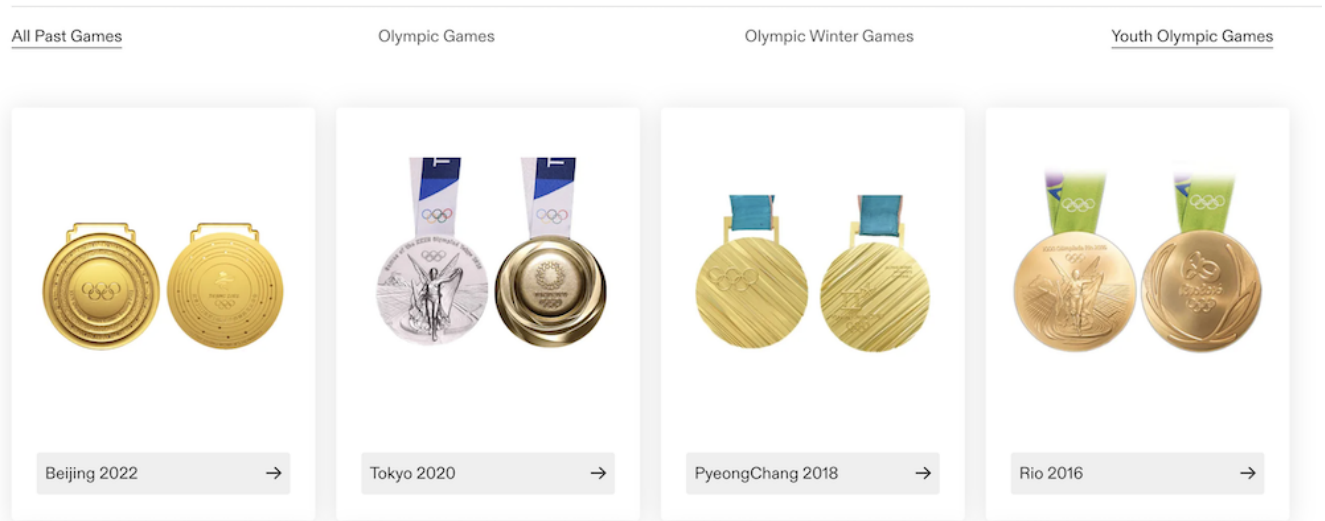 All Past Games
Olympic Games
Olympic Winter Games
Youth Olympic Games
Beijing 2022
Tokyo 2020
PyeongChang 2018
Rio 2016